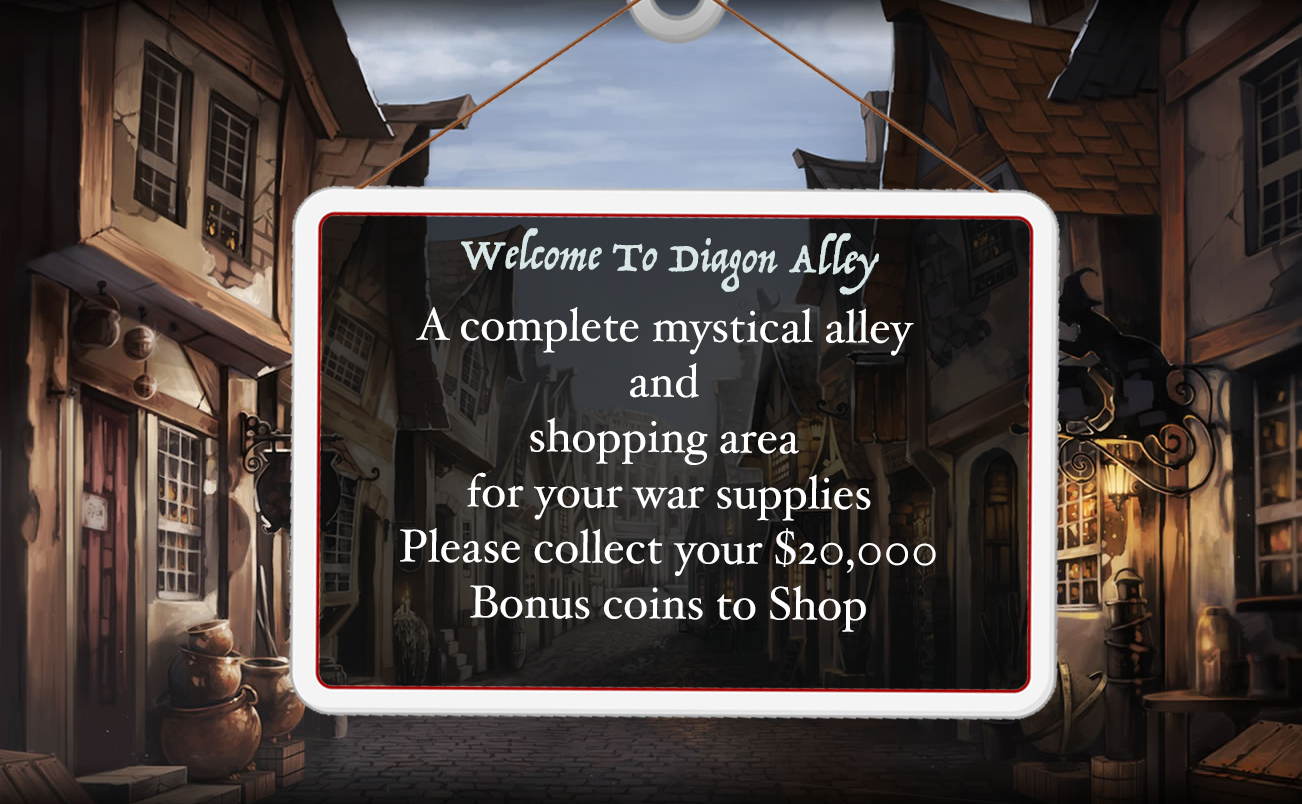 Welcome To Diagon Alley
A complete mystical alley
and
shopping area
for your war supplies
Please collect your $20,000
Bonus coins to Shop